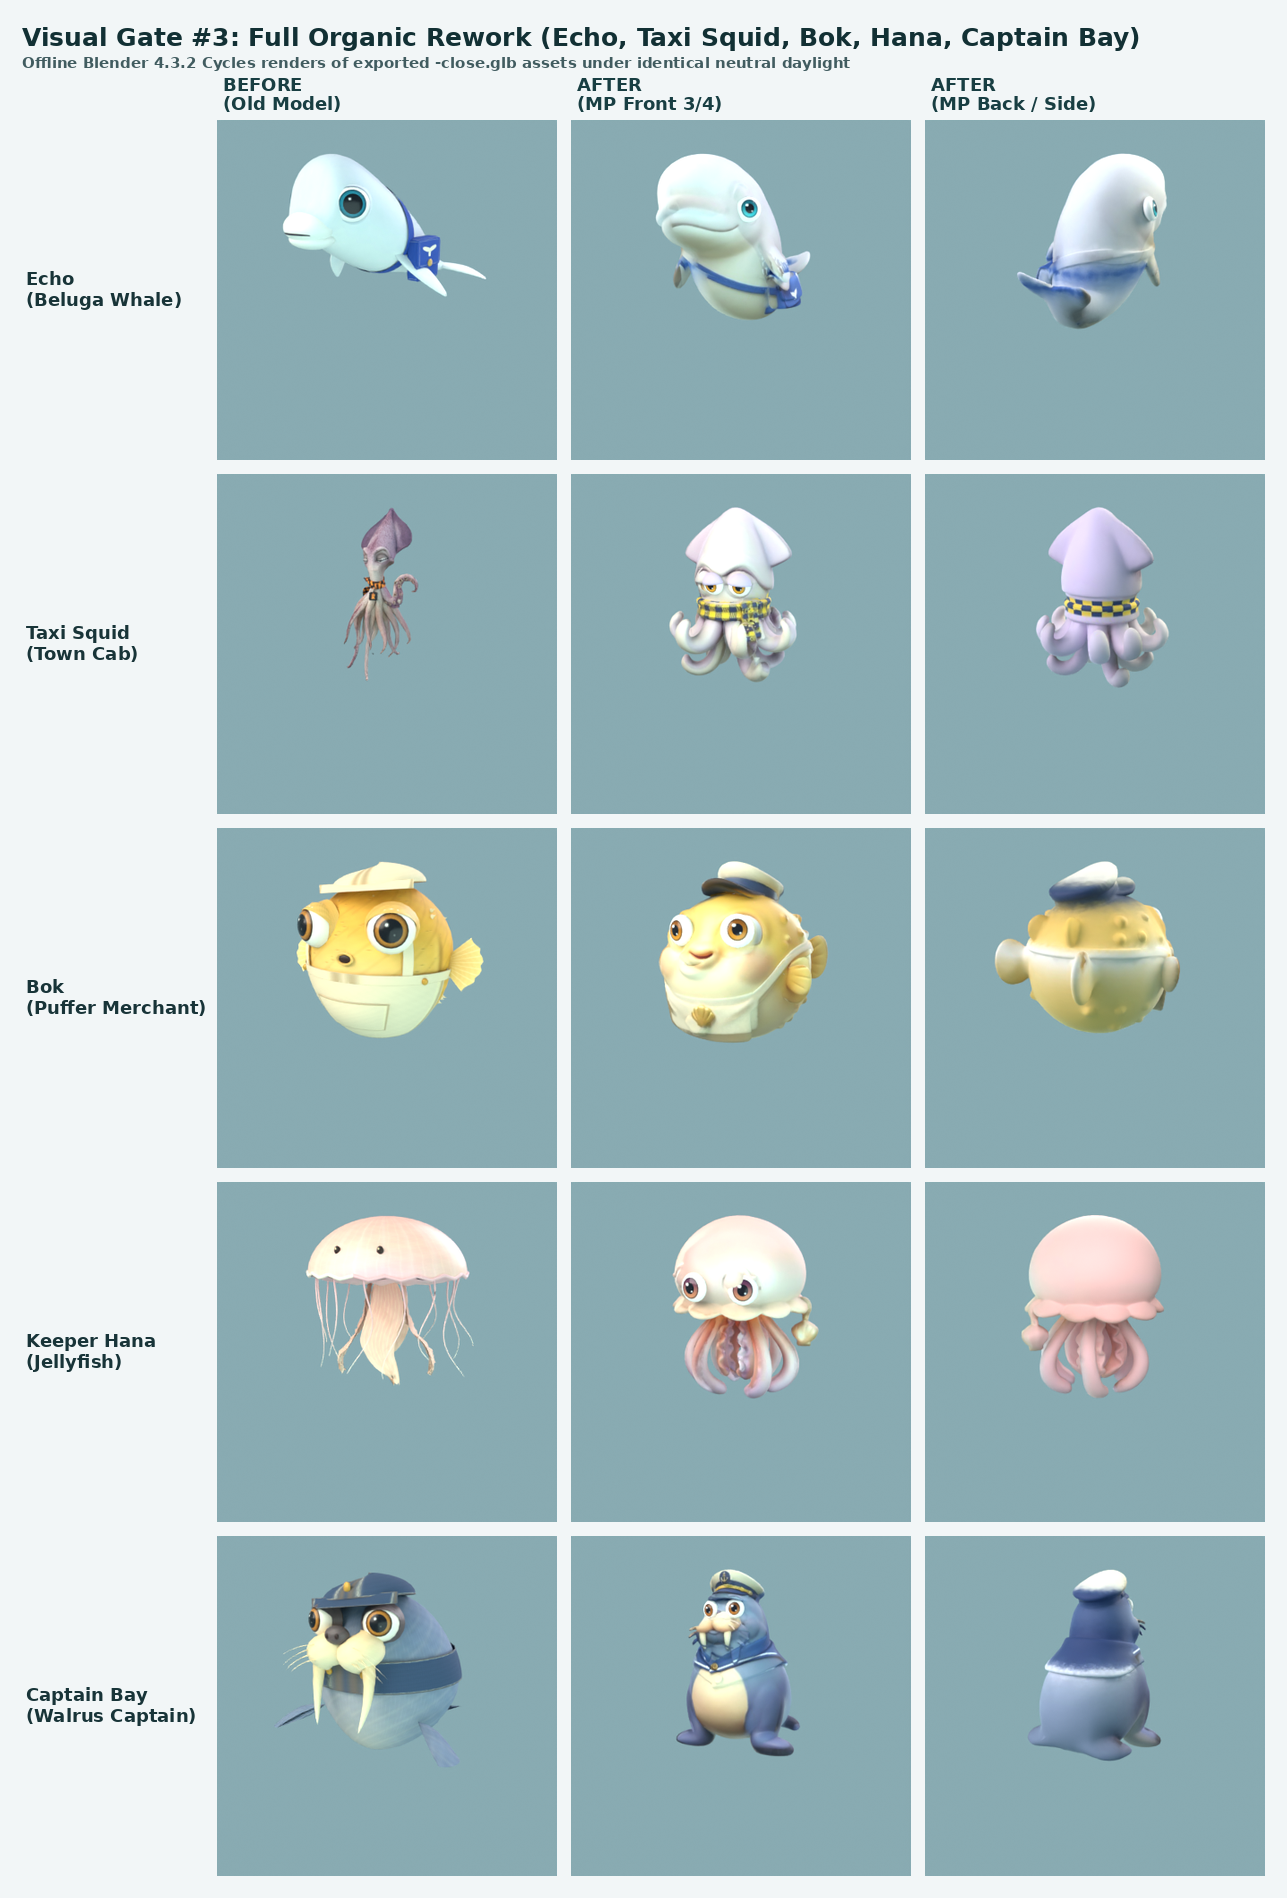 Visual Gate #3: Full Organic Rework (Echo, Taxi Squid, Bok, Hana, Captain Bay)
Offline Blender 4.3.2 Cycles renders of exported -close.glb assets under identical neutral daylight
BEFORE
(Old Model)
AFTER
(MP Front 3/4)
AFTER
(MP Back / Side)
Echo
(Beluga Whale)
Taxi Squid
(Town Cab)
Bok
(Puffer Merchant)
Keeper Hana
(Jellyfish)
Captain Bay
(Walrus Captain)